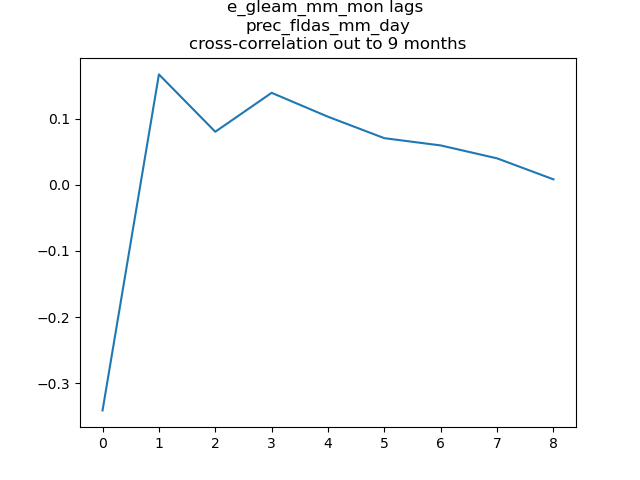 e_gleam_mm_mon lags
prec_fldas_mm_day
cross-correlation out to 9 months
0.1
0.0
−0.1
−0.2
−0.3
0 1 2 3 4 5 6 7 8